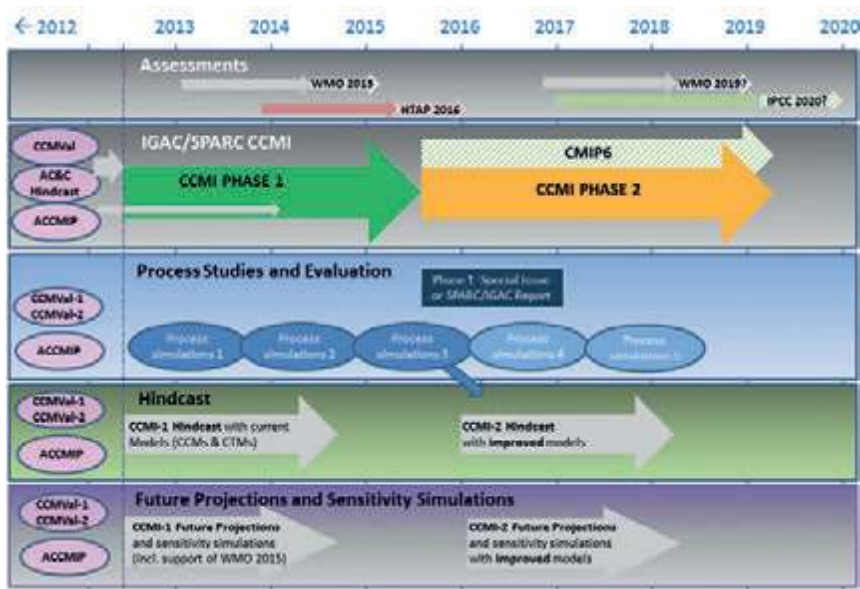 ← 2012 2013 2014 2015 2016 2017 2018 2019 2020
Assessments
WMO 2015 WMO 2019?
HTAP 2016 IPCC 2020?
CCMVal
IGAC/SPARC CCMI
CMIP6
AC&C
Hindcast
CCMI PHASE 1
CCMI PHASE 2
ACCMIP
Process Studies and Evaluation
Phase 1 Special Issue
or SPARC/IGAC Report
CCMVal-1
CCMVal-2
ACCMIP
Process
simulations 1
Process
simulations 2
Process
simulations 3
Process
simulations 4
Process
simulations 5
Hindcast
CCMVal-1
CCMVal-2
ACCMIP
CCMI-1 Hindcast with current
Models (CCMs & CTMs)
CCMI-2 Hindcast
with improved models
Future Projections and Sensitivity Simulations
CCMVal-1
CCMVal-2
ACCMIP
CCMI-1 Future Projections
and sensitivity simulations
(incl. support of WMO 2015)
CCMI-2 Future Projections
and sensitivity simulations
with improved models